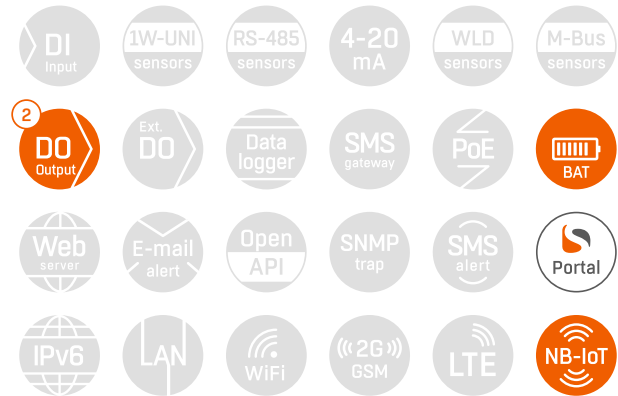 DI
Input
1W-UNI
sensors
RS-485
sensors
4-20
mA
WLD
sensors
M-Bus
sensors
2
DO
Output
Ext.
DO
Data
logger
SMS
gateway
PoE
BAT
Web
server
E-mail
alert
Open
API
SNMP
trap
SMS
alert
Portal
IPv6
LAN
WiFi
2G
GSM
LTE
NB-IoT